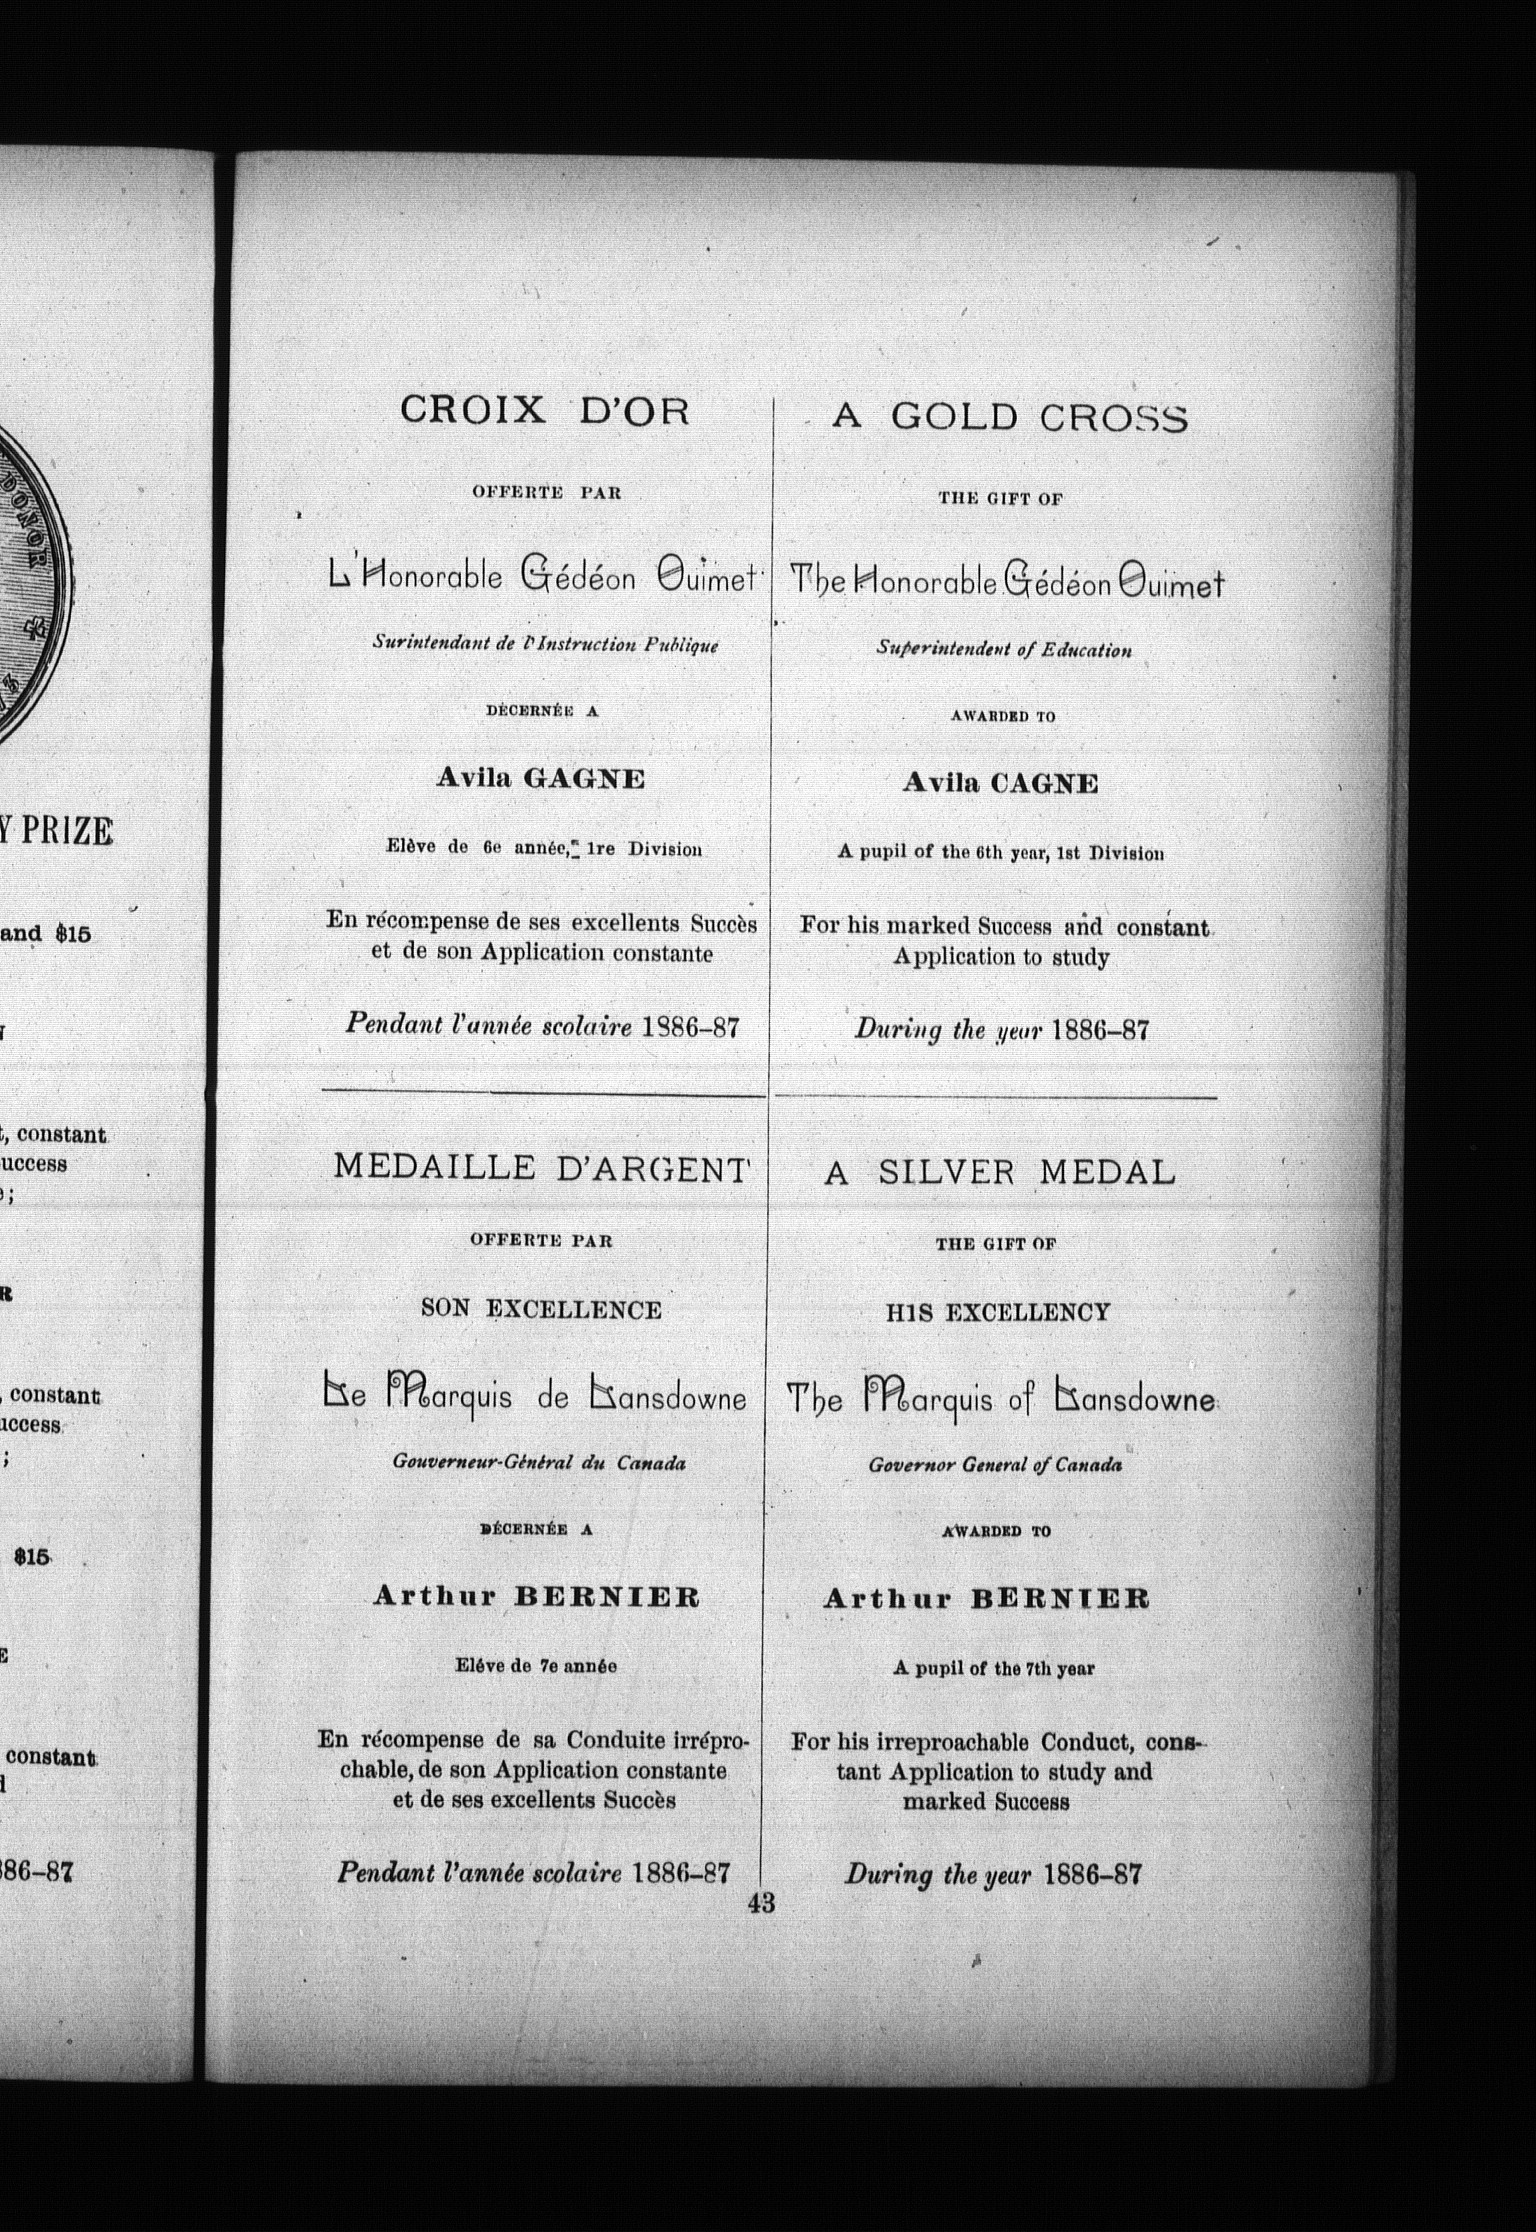 DONOR
Y PRIZE
and $15
, constant
uccess
;
R
, constant
uccess
;
$15
E
constant
86–87
CROIX D'OR
OFFERTE PAR
L'Honorable Gédéon Ouimet
Surintendant de l'Instruction Publique
DÉCERNÉE A
Avila GAGNE
Elève de 6e année, 1re Division
En récompense de ses excellents Succès
et de son Application constante
Pendant l'année scolaire 1886–87
A GOLD CROSS
THE GIFT OF
The Honorable Gédéon Ouimet
Superintendent of Education
AWARDED TO
Avila CAGNE
A pupil of the 6th year, 1st Division
For his marked Success and constant
Application to study
During the year 1886–87
MEDAILLE D'ARGENT
OFFERTE PAR
SON EXCELLENCE
Le Marquis de Lansdowne
Gouverneur-Général du Canada
DÉCERNÉE A
Arthur BERNIER
Eléve de 7e année
En récompense de sa Conduite irrépro-
chable, de son Application constante
et de ses excellents Succès
Pendant l'année scolaire 1886–87
A SILVER MEDAL
THE GIFT OF
HIS EXCELLENCY
The Marquis of Lansdowne
Governor General of Canada
AWARDED TO
Arthur BERNIER
A pupil of the 7th year
For his irreproachable Conduct, cons-
tant Application to study and
marked Success
During the year 1886–87
43